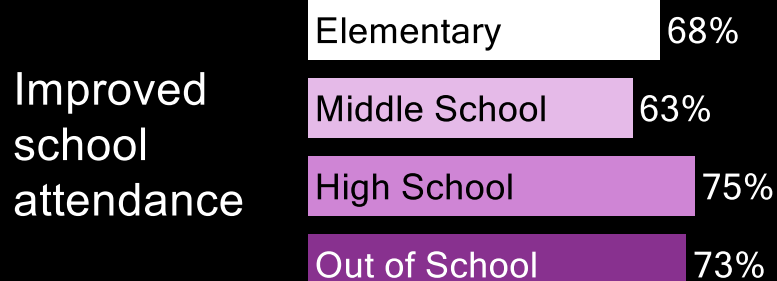 Improved
school
attendance
Elementary 68%
Middle School 63%
High School 75%
Out of School 73%